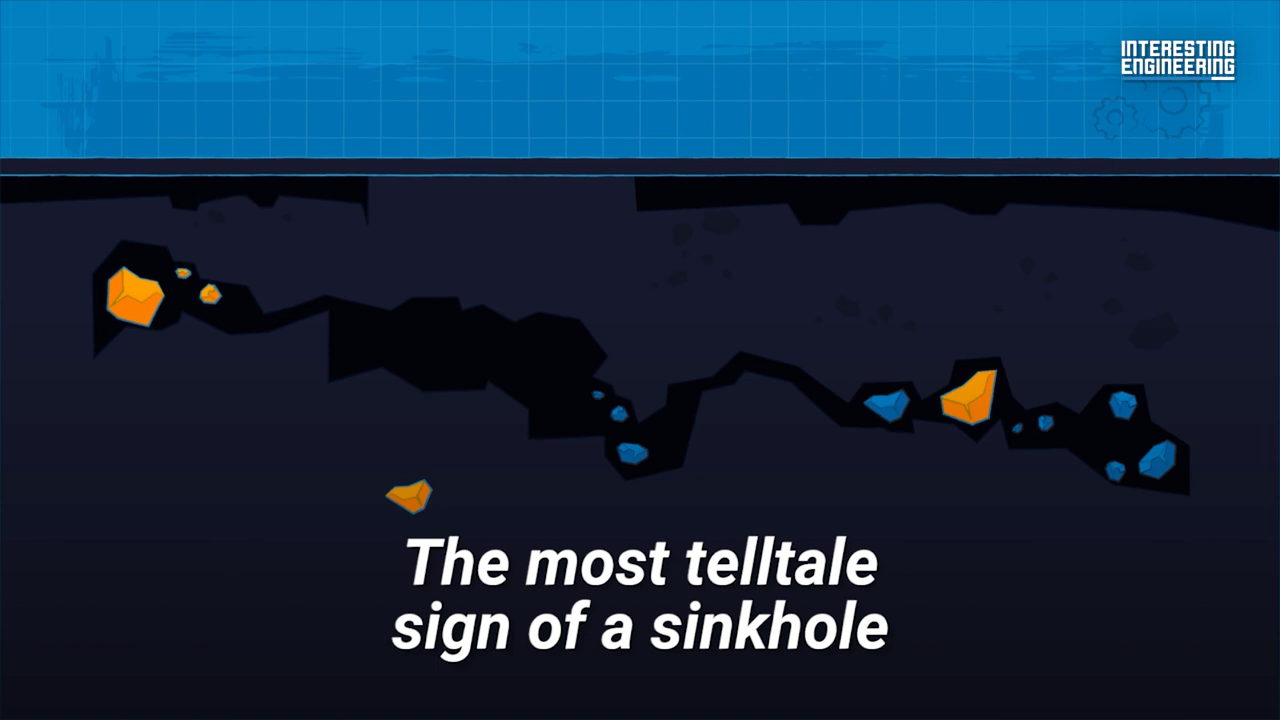 INTERESTING
ENGINEERING
The most telltale
sign of a sinkhole